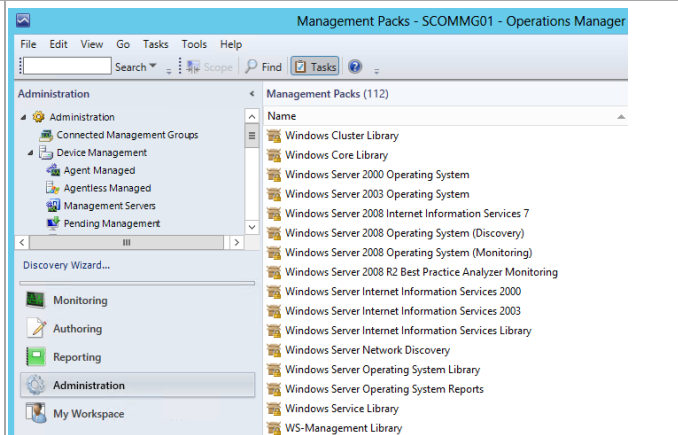 Management Packs - SCOMMG01 - Operations Manager
File Edit View Go Tasks Tools Help
Search Scope Find Tasks
Administration
Administration
Connected Management Groups
Device Management
Agent Managed
Agentless Managed
Management Servers
Pending Management
Discovery Wizard...
Monitoring
Authoring
Reporting
Administration
My Workspace
Management Packs (112)
Name
Windows Cluster Library
Windows Core Library
Windows Server 2000 Operating System
Windows Server 2003 Operating System
Windows Server 2008 Internet Information Services 7
Windows Server 2008 Operating System (Discovery)
Windows Server 2008 Operating System (Monitoring)
Windows Server 2008 R2 Best Practice Analyzer Monitoring
Windows Server Internet Information Services 2000
Windows Server Internet Information Services 2003
Windows Server Internet Information Services Library
Windows Server Network Discovery
Windows Server Operating System Library
Windows Server Operating System Reports
Windows Service Library
WS-Management Library